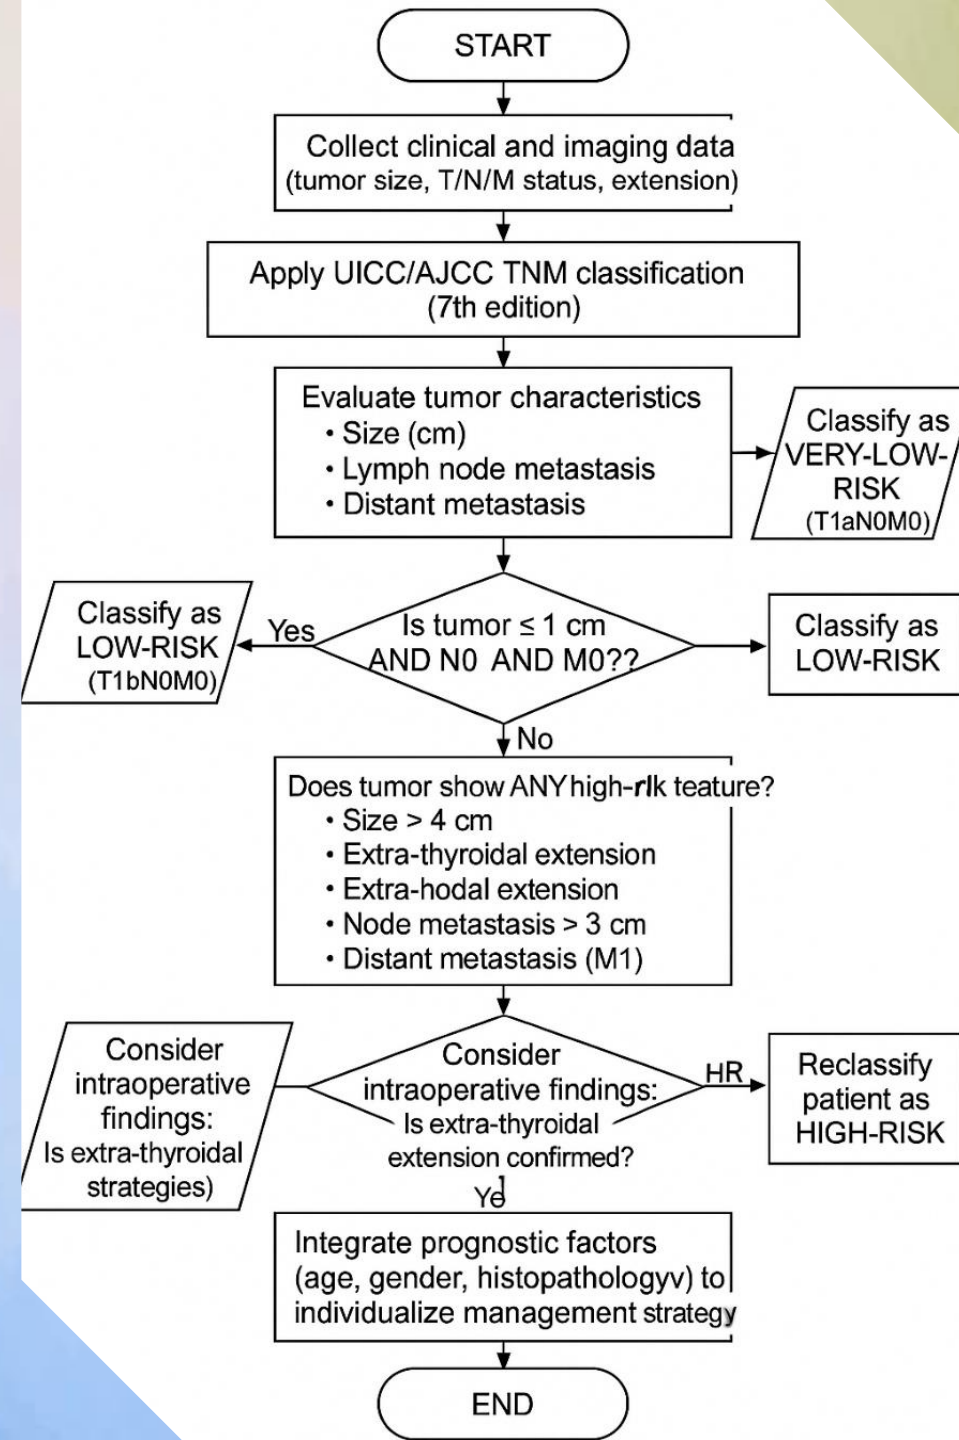 START
Collect clinical and imaging data
(tumor size, T/N/M status, extension)
Apply UICC/AJCC TNM classification
(7th edition)
Evaluate tumor characteristics
• Size (cm)
• Lymph node metastasis
• Distant metastasis
Classify as
VERY-LOW-
RISK
(T1aN0M0)
Classify as
LOW-RISK
(T1bN0M0)
Yes
Is tumor ≤ 1 cm
AND N0 AND M0??
Classify as
LOW-RISK
No
Does tumor show ANY high-rlk teature?
• Size > 4 cm
• Extra-thyroidal extension
• Extra-hodal extension
• Node metastasis > 3 cm
• Distant metastasis (M1)
Consider
intraoperative
findings:
Is extra-thyroidal
strategies)
Consider
intraoperative findings:
Is extra-thyroidal
extension confirmed?
HR
Reclassify
patient as
HIGH-RISK
Ye
Integrate prognostic factors
(age, gender, histopathologyv) to
individualize management strategy
END